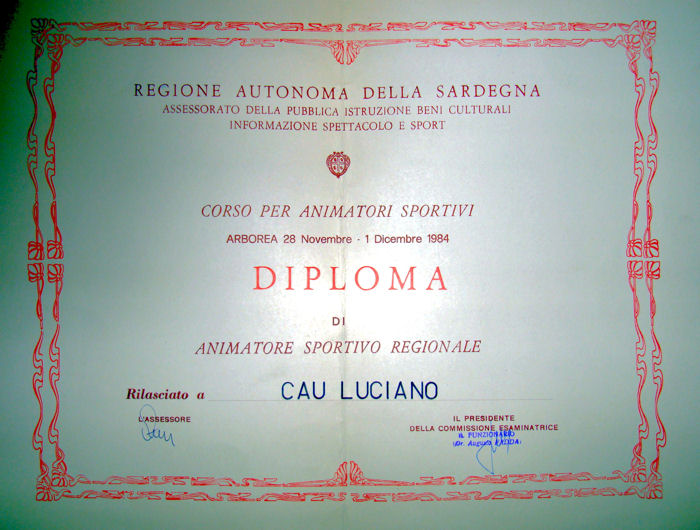 REGIONE AUTONOMA DELLA SARDEGNA
ASSESSORATO DELLA PUBBLICA ISTRUZIONE BENI CULTURALI
INFORMAZIONE SPETTACOLO E SPORT
CORSO PER ANIMATORI SPORTIVI
ARBOREA 28 Novembre - 1 Dicembre 1984
DIPLOMA
DI
ANIMATORE SPORTIVO REGIONALE
Rilasciato a CAU LUCIANO
L'ASSESSORE
IL PRESIDENTE
DELLA COMMISSIONE ESAMINATRICE
IL FUNZIONARIO
(Dr. Augusto